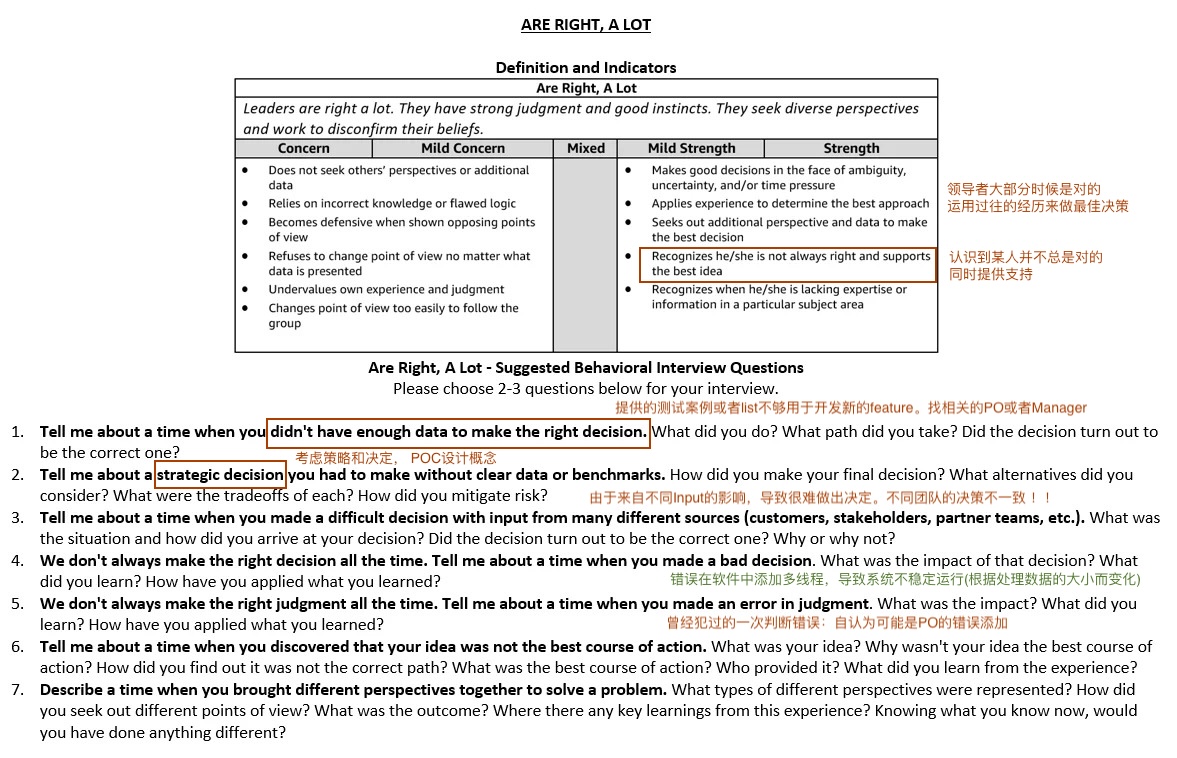 ARE RIGHT, A LOT
Definition and Indicators
Are Right, A Lot
Leaders are right a lot. They have strong judgment and good instincts. They seek diverse perspectives
and work to disconfirm their beliefs.
Concern Mild Concern Mixed Mild Strength Strength
• Does not seek others' perspectives or additional
data
• Relies on incorrect knowledge or flawed logic
• Becomes defensive when shown opposing points
of view
• Refuses to change point of view no matter what
data is presented
• Undervalues own experience and judgment
• Changes point of view too easily to follow the
group
• Makes good decisions in the face of ambiguity,
uncertainty, and/or time pressure
• Applies experience to determine the best approach
• Seeks out additional perspective and data to make
the best decision
• Recognizes he/she is not always right and supports
the best idea
• Recognizes when he/she is lacking expertise or
information in a particular subject area
领导者大部分时候是对的
运用过往的经历来做最佳决策
认识到某人并不总是对的
同时提供支持
Are Right, A Lot - Suggested Behavioral Interview Questions
Please choose 2-3 questions below for your interview.
提供的测试案例或者list不够用于开发新的feature。找相关的PO或者Manager
1. Tell me about a time when you didn't have enough data to make the right decision. What did you do? What path did you take? Did the decision turn out to
be the correct one?
考虑策略和决定， POC设计概念
2. Tell me about a strategic decision you had to make without clear data or benchmarks. How did you make your final decision? What alternatives did you
consider? What were the tradeoffs of each? How did you mitigate risk?
由于来自不同Input的影响，导致很难做出决定。不同团队的决策不一致！！
3. Tell me about a time when you made a difficult decision with input from many different sources (customers, stakeholders, partner teams, etc.). What was
the situation and how did you arrive at your decision? Did the decision turn out to be the correct one? Why or why not?
4. We don't always make the right decision all the time. Tell me about a time when you made a bad decision. What was the impact of that decision? What
did you learn? How have you applied what you learned?
错误在软件中添加多线程，导致系统不稳定运行(根据处理数据的大小而变化)
5. We don't always make the right judgment all the time. Tell me about a time when you made an error in judgment. What was the impact? What did you
learn? How have you applied what you learned?
曾经犯过的一次判断错误：自认为可能是PO的错误添加
6. Tell me about a time when you discovered that your idea was not the best course of action. What was your idea? Why wasn't your idea the best course of
action? How did you find out it was not the correct path? What was the best course of action? Who provided it? What did you learn from the experience?
7. Describe a time when you brought different perspectives together to solve a problem. What types of different perspectives were represented? How did
you seek out different points of view? What was the outcome? Where there any key learnings from this experience? Knowing what you know now, would
you have done anything different?